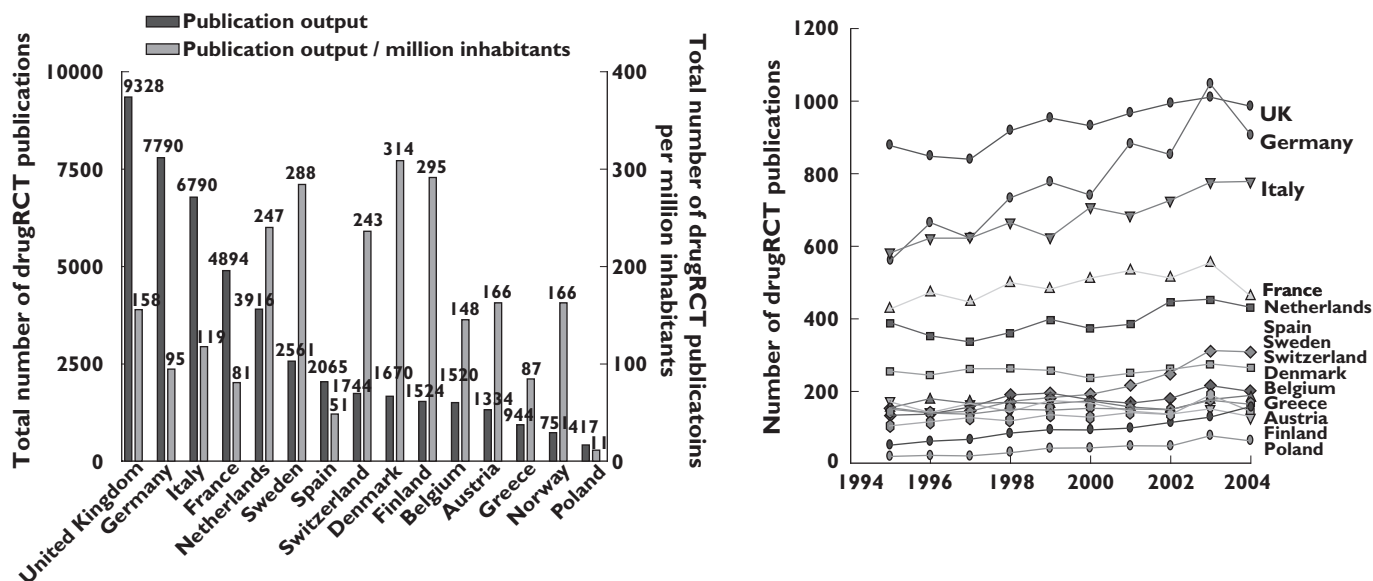 Publication output
Publication output / million inhabitants
Total number of drugRCT publications
10000
7500
5000
2500
0
9328
158
7790
95
6790
119
4894
81
3916
247
2561
288
2065
51
1744
243
1670
314
1524
295
1520
148
1334
166
944
87
751
166
417
11
400
300
200
100
0
Total number of drugRCT publicatoins
per million inhabitants
United Kingdom
Germany
Italy
France
Netherlands
Sweden
Spain
Switzerland
Denmark
Finland
Belgium
Austria
Greece
Norway
Poland
Number of drugRCT publications
1200
1000
800
600
400
200
0
1994
1996
1998
2000
2002
2004
UK
Germany
Italy
France
Netherlands
Spain
Sweden
Switzerland
Denmark
Belgium
Greece
Austria
Finland
Poland